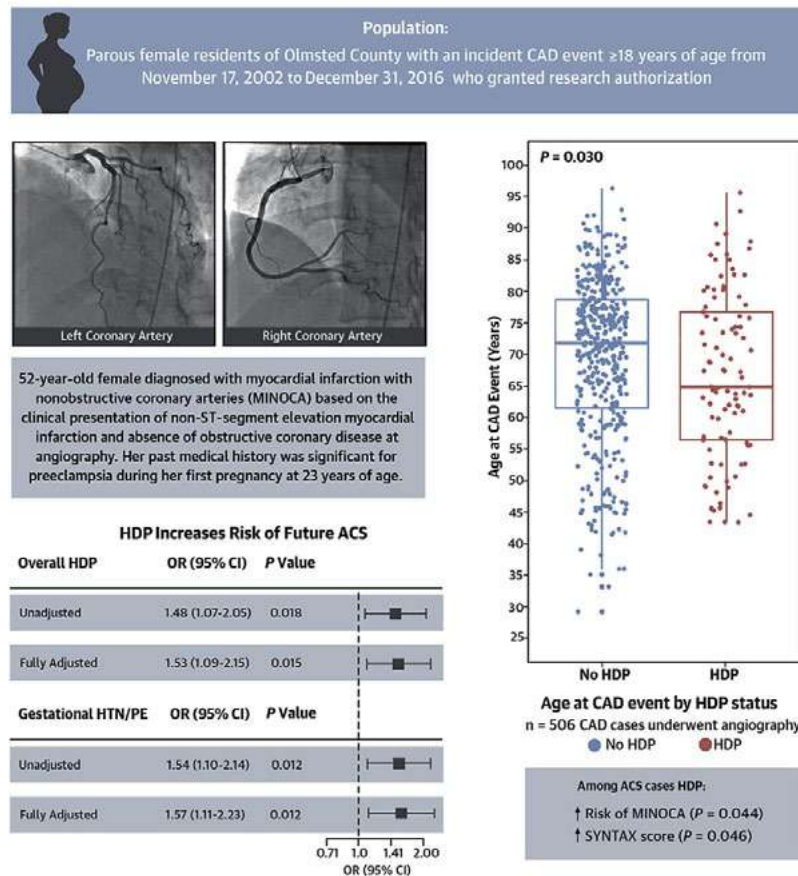 Population:
Parous female residents of Olmsted County with an incident CAD event ≥18 years of age from
November 17, 2002 to December 31, 2016 who granted research authorization
Left Coronary Artery
Right Coronary Artery
52-year-old female diagnosed with myocardial infarction with
nonobstructive coronary arteries (MINOCA) based on the
clinical presentation of non-ST-segment elevation myocardial
infarction and absence of obstructive coronary disease at
angiography. Her past medical history was significant for
preeclampsia during her first pregnancy at 23 years of age.
HDP Increases Risk of Future ACS
Overall HDP OR (95% CI) P Value
Unadjusted 1.48 (1.07-2.05) 0.018
Fully Adjusted 1.53 (1.09-2.15) 0.015
Gestational HTN/PE OR (95% CI) P Value
Unadjusted 1.54 (1.10-2.14) 0.012
Fully Adjusted 1.57 (1.11-2.23) 0.012
0.71 1.0 1.41 2.00
OR (95% CI)
P = 0.030
Age at CAD Event (Years)
100
95
90
85
80
75
70
65
60
55
50
45
40
35
30
25
No HDP HDP
Age at CAD event by HDP status
n = 506 CAD cases underwent angiography
No HDP HDP
Among ACS cases HDP:
↑ Risk of MINOCA (P = 0.044)
↑ SYNTAX score (P = 0.046)